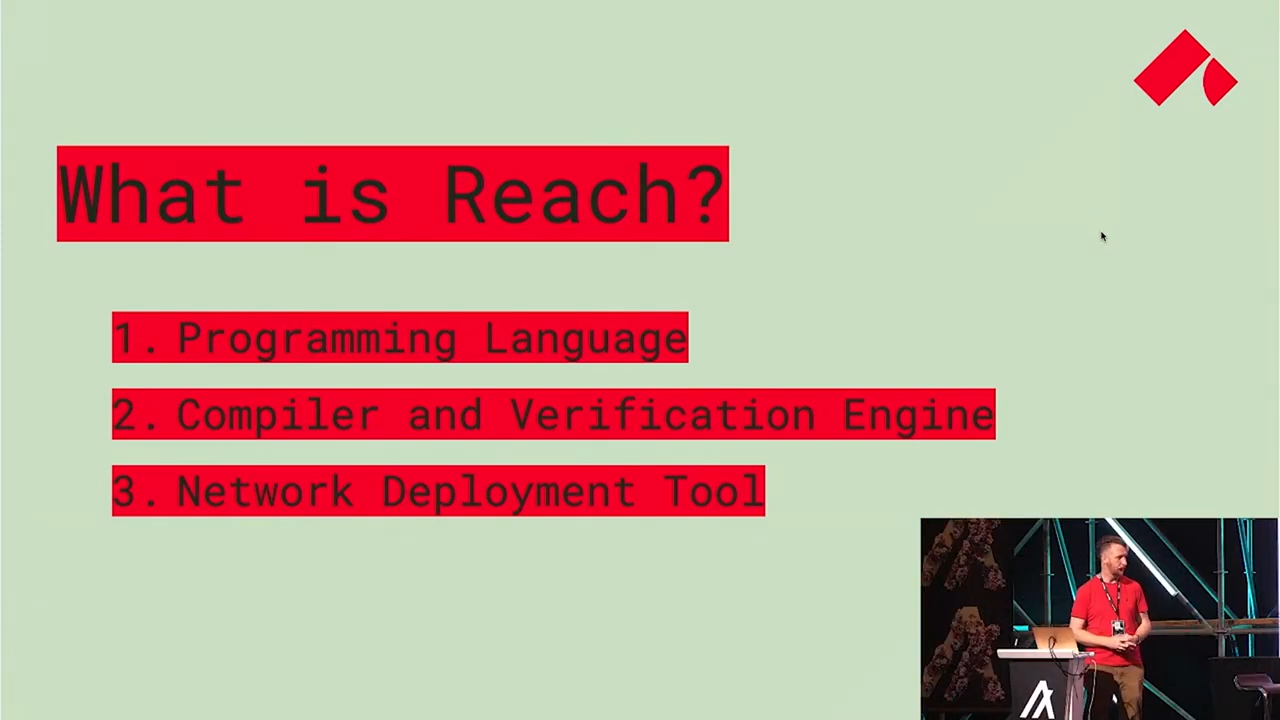 What is Reach?
1. Programming Language
2. Compiler and Verification Engine
3. Network Deployment Tool